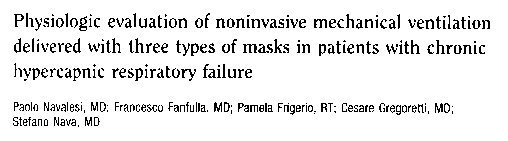 Physiologic evaluation of noninvasive mechanical ventilation
delivered with three types of masks in patients with chronic
hypercapnic respiratory failure
Paolo Navalesi, MD; Francesco Fanfulla, MD; Pamela Frigerio, RT; Cesare Gregoretti, MD;
Stefano Nava, MD